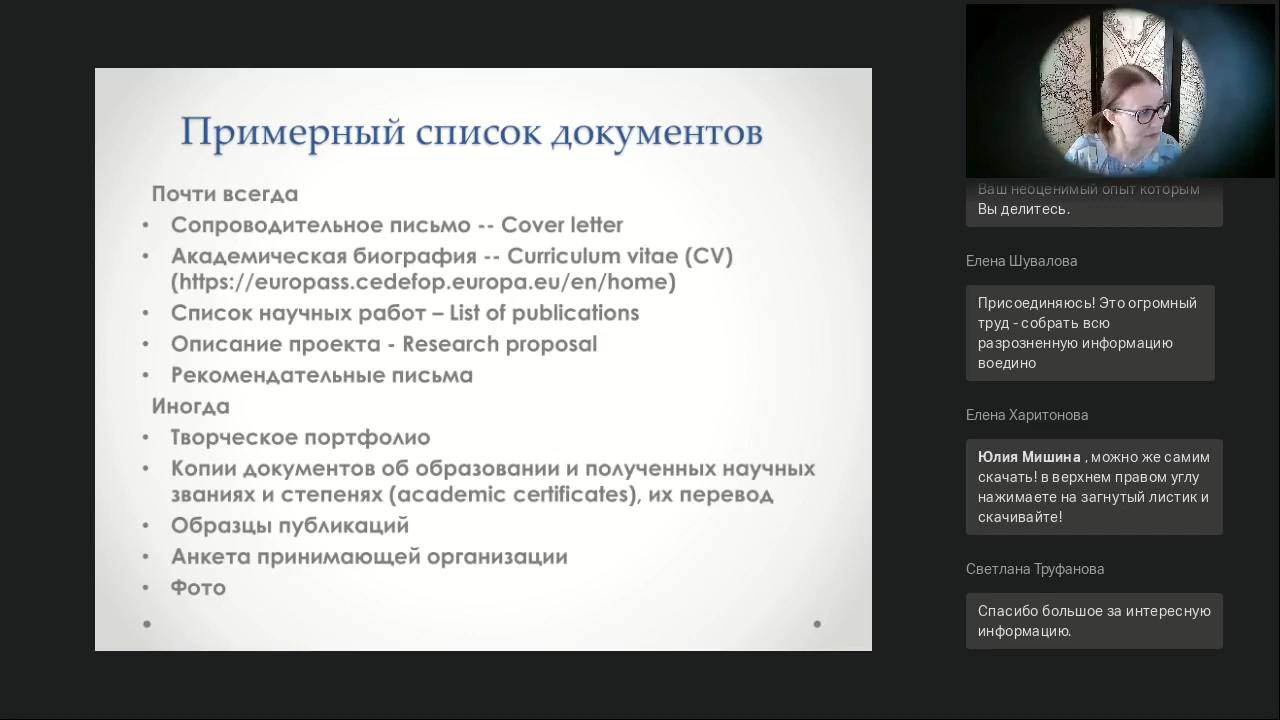 Примерный список документов
Почти всегда
• Сопроводительное письмо -- Cover letter
• Академическая биография -- Curriculum vitae (CV)
(https://europass.cedefop.europa.eu/en/home)
• Список научных работ – List of publications
• Описание проекта - Research proposal
• Рекомендательные письма
Иногда
• Творческое портфолио
• Копии документов об образовании и полученных научных
званиях и степенях (academic certificates), их перевод
• Образцы публикаций
• Анкета принимающей организации
• Фото
Ваш неоценимый опыт которым
Вы делитесь.
Елена Шувалова
Присоединяюсь! Это огромный
труд - собрать всю
разрозненную информацию
воедино
Елена Харитонова
Юлия Мишина , можно же самим
скачать! в верхнем правом углу
нажимаете на загнутый листик и
скачивайте!
Светлана Труфанова
Спасибо большое за интересную
информацию.